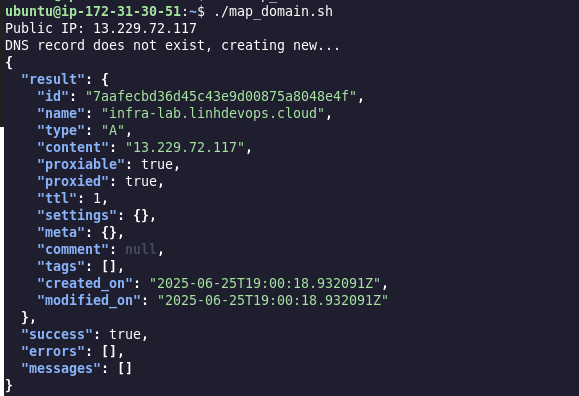 ubuntu@ip-172-31-30-51:~$ ./map_domain.sh
Public IP: 13.229.72.117
DNS record does not exist, creating new...
{
  "result": {
    "id": "7aafecbd36d45c43e9d00875a8048e4f",
    "name": "infra-lab.linhdevops.cloud",
    "type": "A",
    "content": "13.229.72.117",
    "proxiable": true,
    "proxied": true,
    "ttl": 1,
    "settings": {},
    "meta": {},
    "comment": null,
    "tags": [],
    "created_on": "2025-06-25T19:00:18.932091Z",
    "modified_on": "2025-06-25T19:00:18.932091Z"
  },
  "success": true,
  "errors": [],
  "messages": []
}